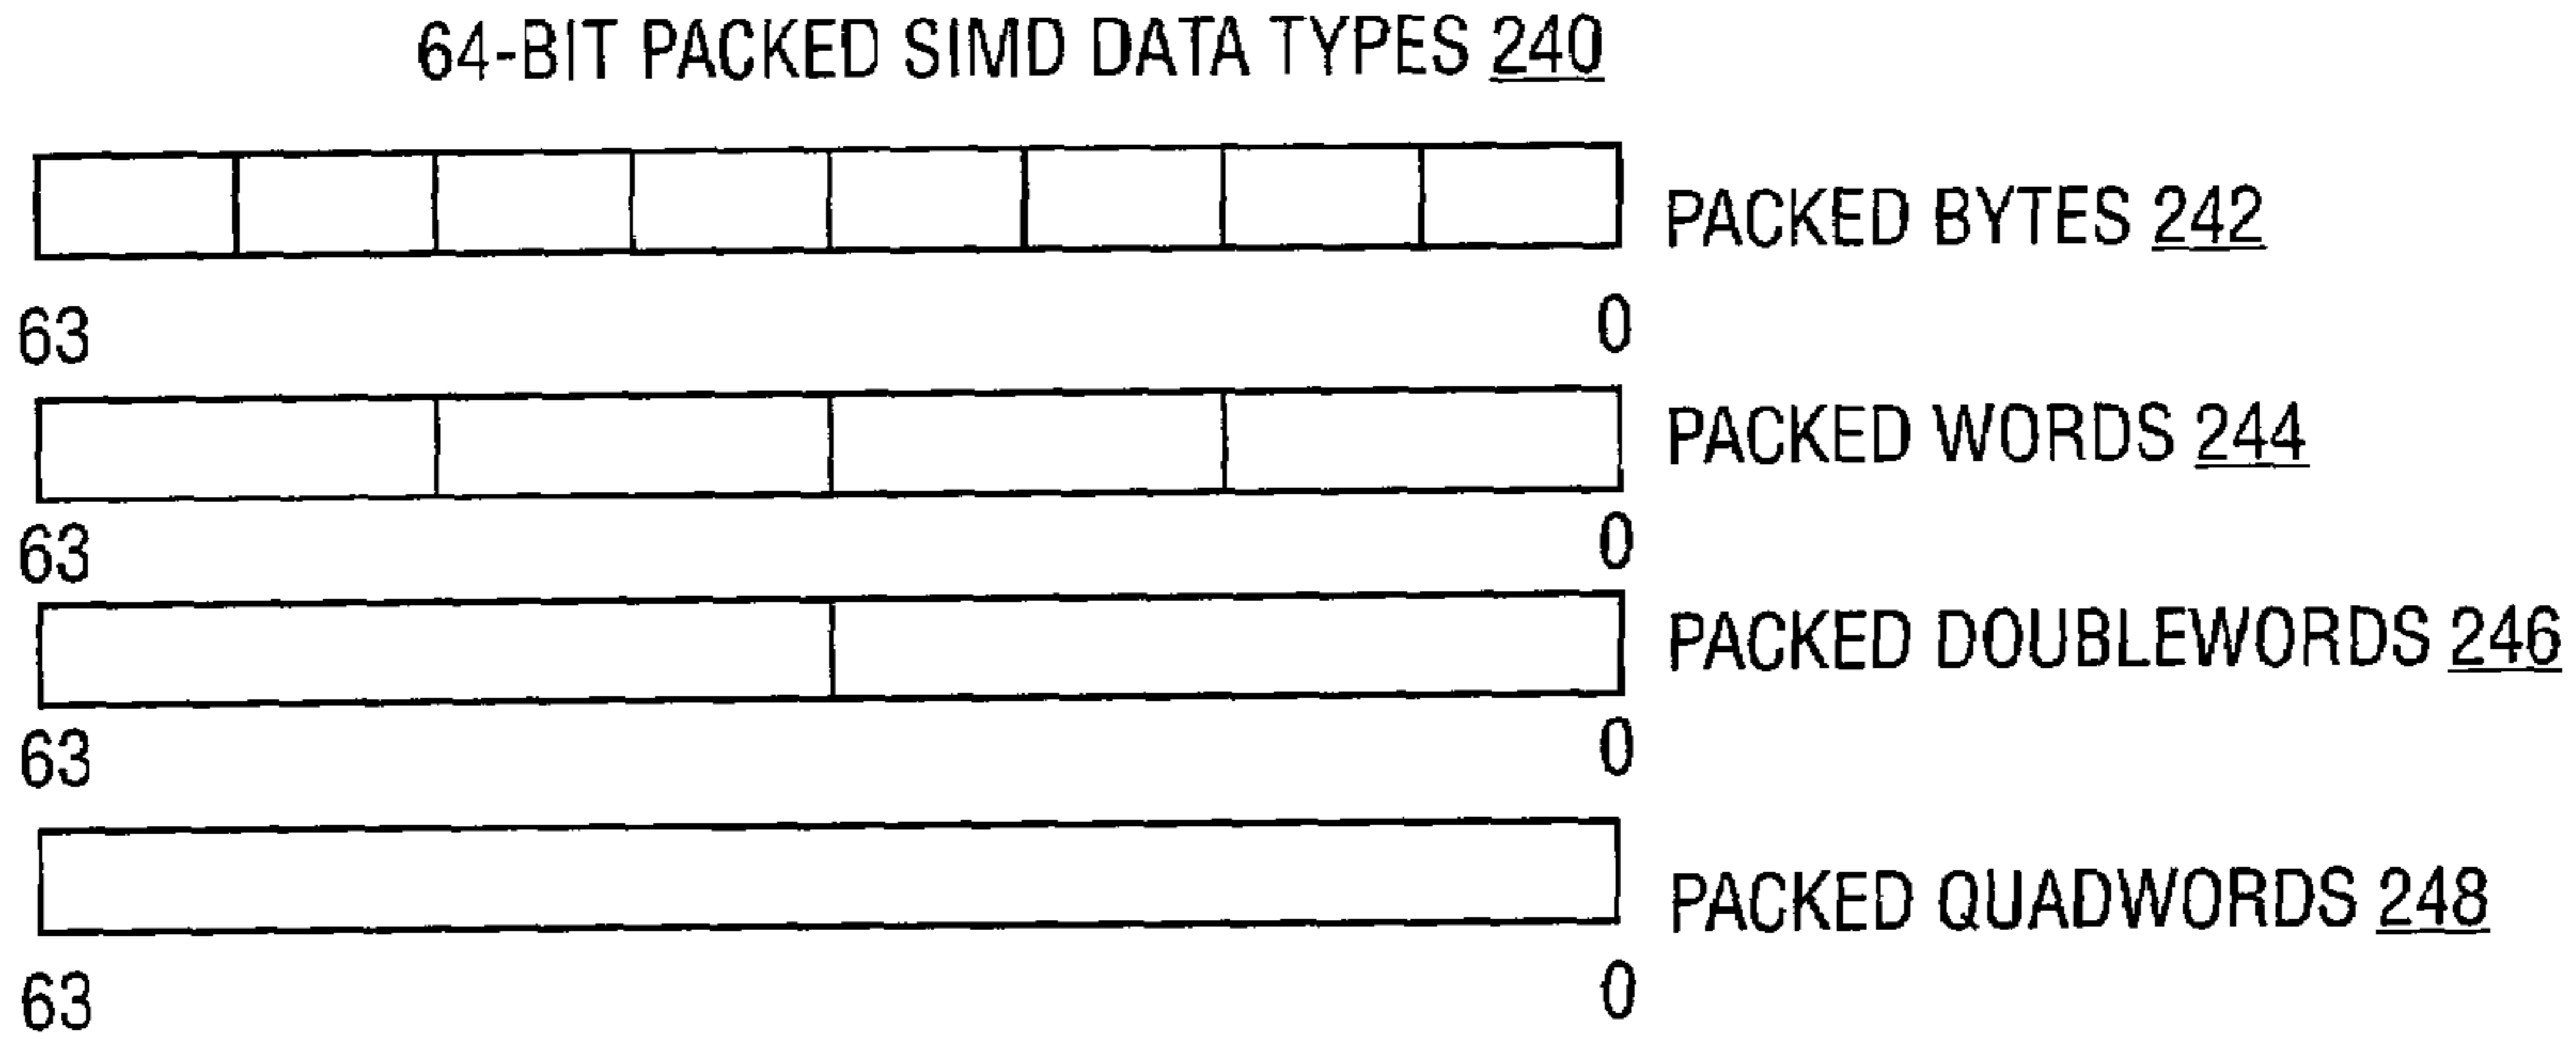 64-BIT PACKED SIMD DATA TYPES 240
PACKED BYTES 242
63 0
PACKED WORDS 244
63 0
PACKED DOUBLEWORDS 246
63 0
PACKED QUADWORDS 248
63 0